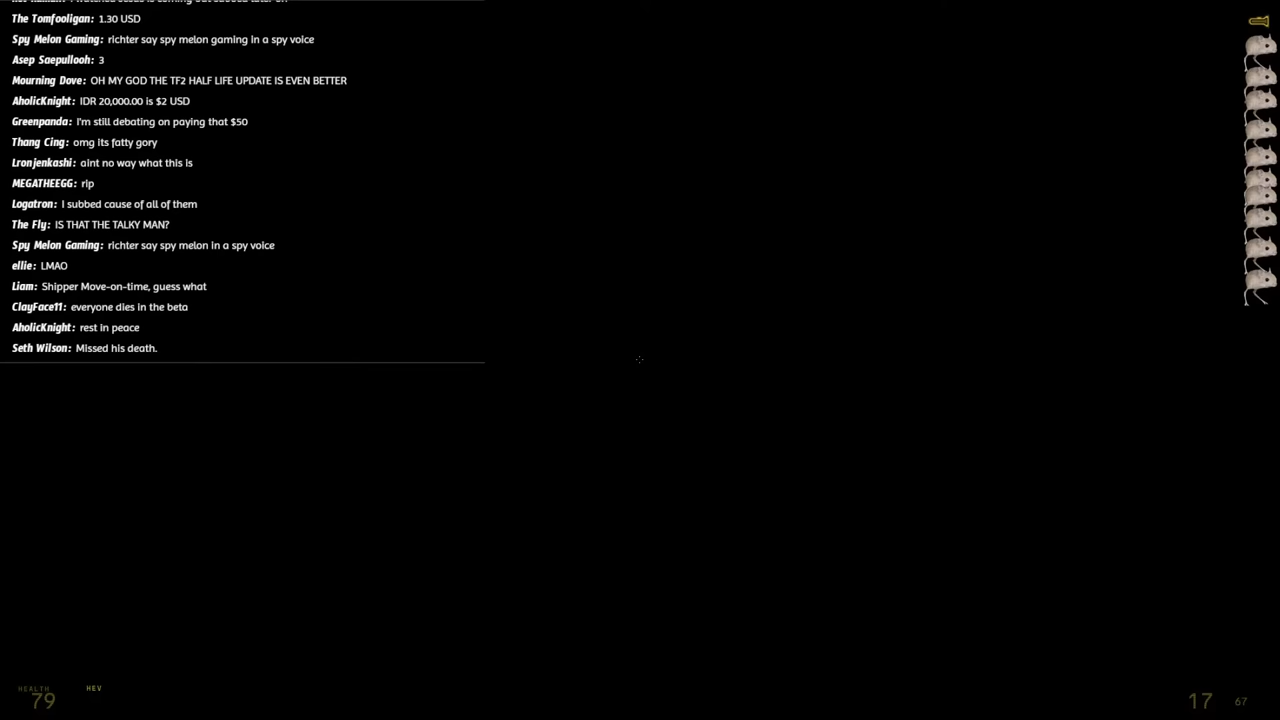 The Tomfooligan: 1.30 USD
Spy Melon Gaming: richter say spy melon gaming in a spy voice
Asep Saepullooh: 3
Mourning Dove: OH MY GOD THE TF2 HALF LIFE UPDATE IS EVEN BETTER
AholicKnight: IDR 20,000.00 is $2 USD
Greenpanda: I'm still debating on paying that $50
Thang Cing: omg its fatty gory
Lronjenkashi: aint no way what this is
MEGATHEEGG: rip
Logatron: I subbed cause of all of them
The Fly: IS THAT THE TALKY MAN?
Spy Melon Gaming: richter say spy melon in a spy voice
ellie: LMAO
Liam: Shipper Move-on-time, guess what
ClayFace11: everyone dies in the beta
AholicKnight: rest in peace
Seth Wilson: Missed his death.
HEALTH HEV
79 17 67